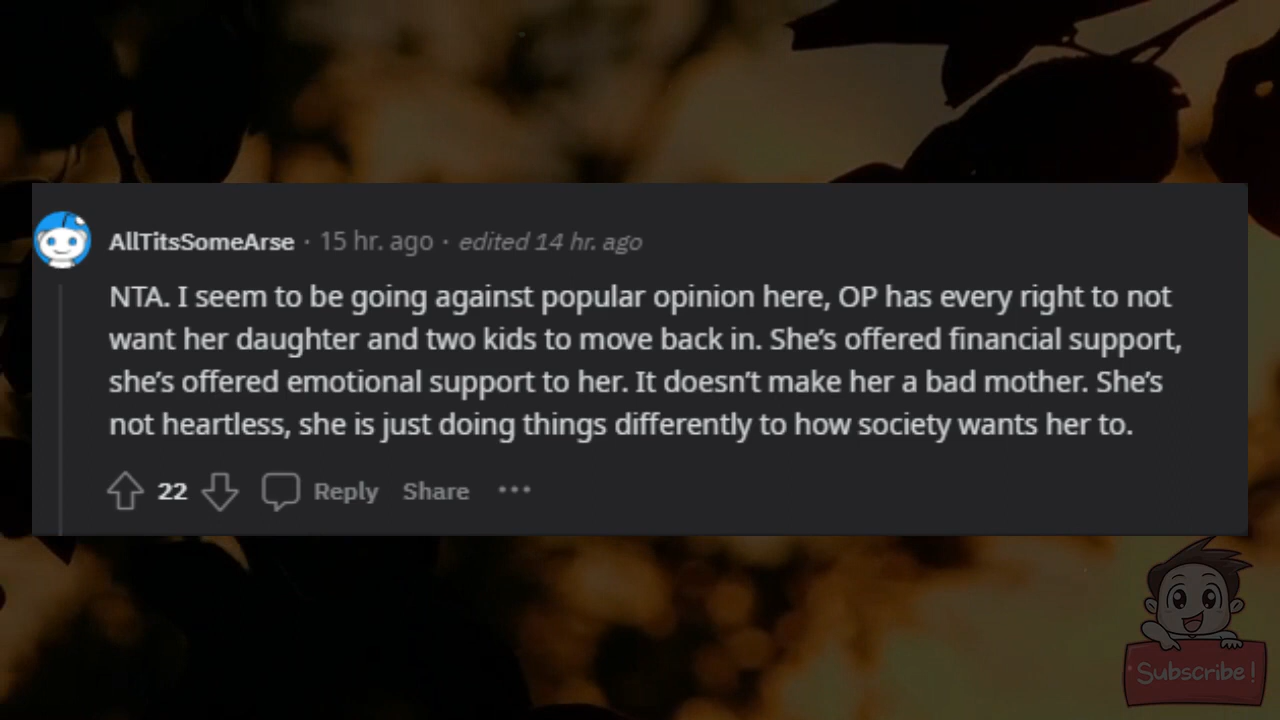 AllTitsSomeArse · 15 hr. ago · edited 14 hr. ago
NTA. I seem to be going against popular opinion here, OP has every right to not
want her daughter and two kids to move back in. She’s offered financial support,
she’s offered emotional support to her. It doesn’t make her a bad mother. She’s
not heartless, she is just doing things differently to how society wants her to.
22 Reply Share ···
Subscribe!